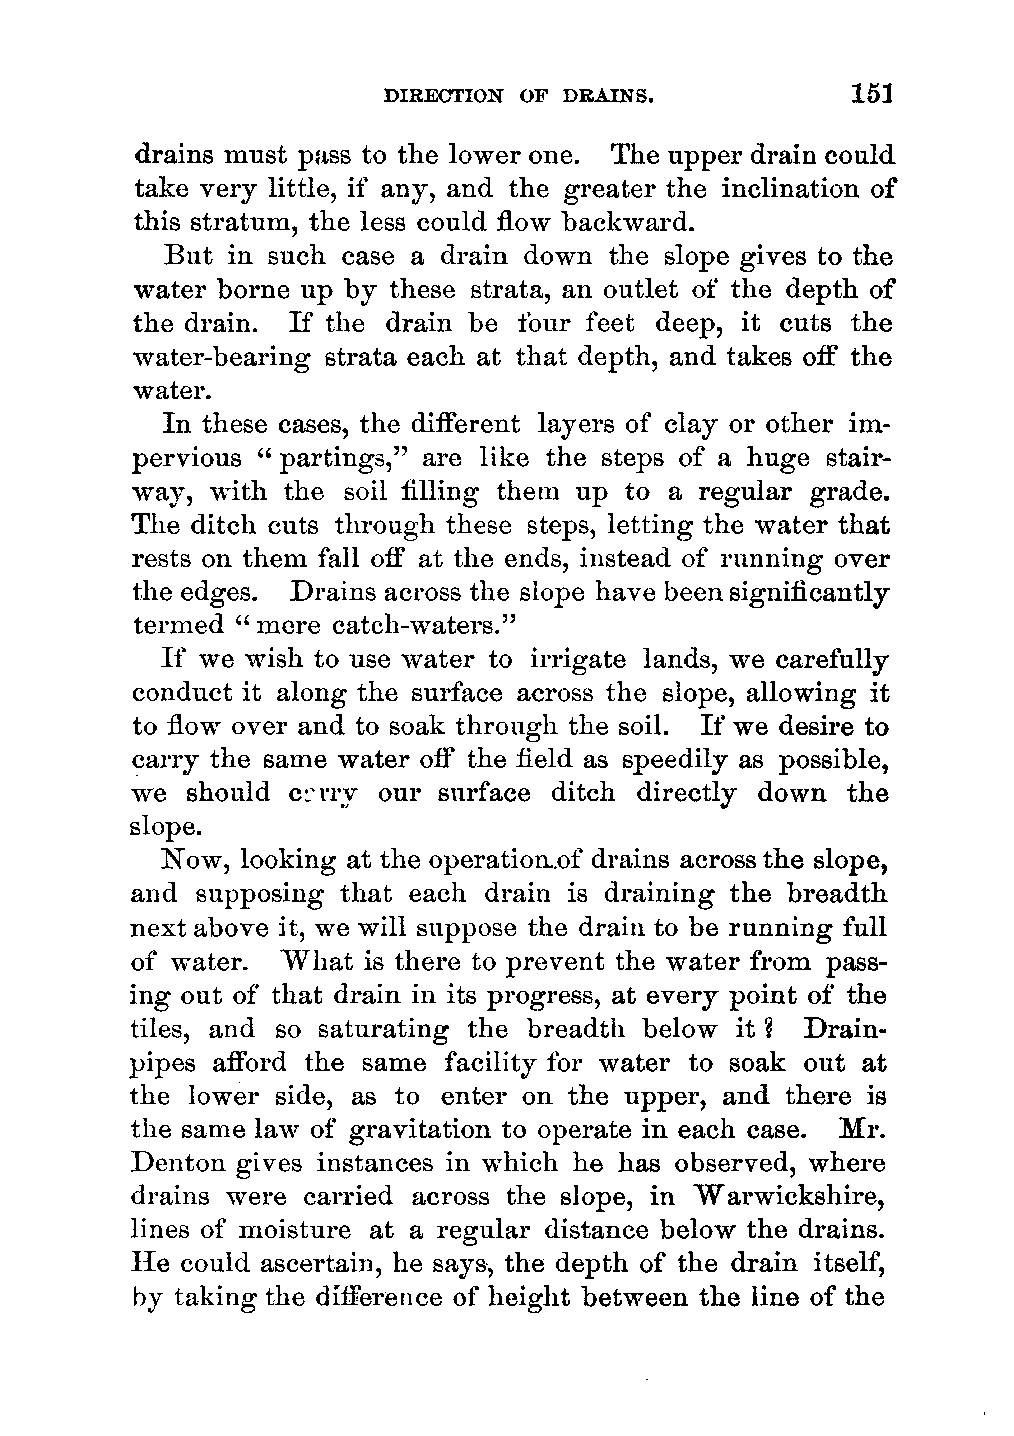 DIRECTION OF DRAINS. 151
drains must pass to the lower one. The upper drain could
take very little, if any, and the greater the inclination of
this stratum, the less could flow backward.
But in such case a drain down the slope gives to the
water borne up by these strata, an outlet of the depth of
the drain. If the drain be four feet deep, it cuts the
water-bearing strata each at that depth, and takes off the
water.
In these cases, the different layers of clay or other im-
pervious “partings,” are like the steps of a huge stair-
way, with the soil filling them up to a regular grade.
The ditch cuts through these steps, letting the water that
rests on them fall off at the ends, instead of running over
the edges. Drains across the slope have been significantly
termed “mere catch-waters.”
If we wish to use water to irrigate lands, we carefully
conduct it along the surface across the slope, allowing it
to flow over and to soak through the soil. If we desire to
carry the same water off the field as speedily as possible,
we should carry our surface ditch directly down the
slope.
Now, looking at the operation of drains across the slope,
and supposing that each drain is draining the breadth
next above it, we will suppose the drain to be running full
of water. What is there to prevent the water from pass-
ing out of that drain in its progress, at every point of the
tiles, and so saturating the breadth below it? Drain-
pipes afford the same facility for water to soak out at
the lower side, as to enter on the upper, and there is
the same law of gravitation to operate in each case. Mr.
Denton gives instances in which he has observed, where
drains were carried across the slope, in Warwickshire,
lines of moisture at a regular distance below the drains.
He could ascertain, he says, the depth of the drain itself,
by taking the difference of height between the line of the